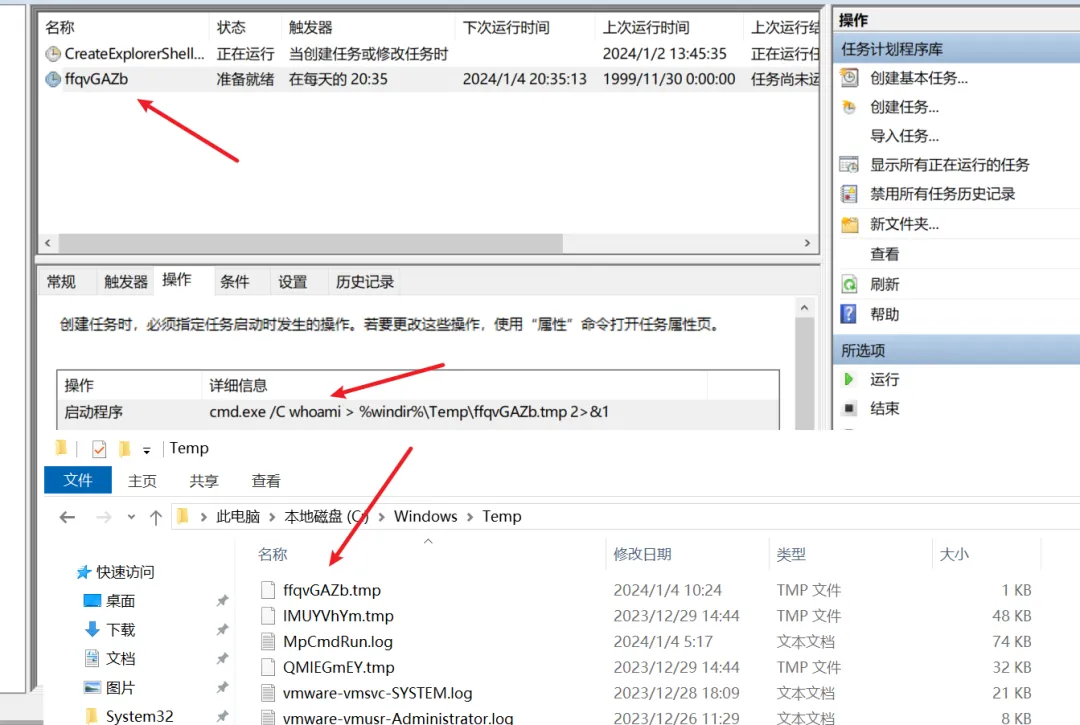 名称 状态 触发器 下次运行时间 上次运行时间 上次运行结
CreateExplorerShell... 正在运行 当创建任务或修改任务时 2024/1/2 13:45:35 正在运行任
ffqvGAZb 准备就绪 在每天的 20:35 2024/1/4 20:35:13 1999/11/30 0:00:00 任务尚未运
常规 触发器 操作 条件 设置 历史记录
创建任务时，必须指定任务启动时发生的操作。若要更改这些操作，使用“属性”命令打开任务属性页。
操作 详细信息
启动程序 cmd.exe /C whoami > %windir%\Temp\ffqvGAZb.tmp 2>&1
操作
任务计划程序库
创建基本任务...
创建任务...
导入任务...
显示所有正在运行的任务
禁用所有任务历史记录
新文件夹...
查看
刷新
帮助
所选项
运行
结束
Temp
文件 主页 共享 查看
此电脑 > 本地磁盘 (C:) > Windows > Temp
快速访问
桌面
下载
文档
图片
System32
名称 修改日期 类型 大小
ffqvGAZb.tmp 2024/1/4 10:24 TMP 文件 1 KB
lMUYVhYm.tmp 2023/12/29 14:44 TMP 文件 48 KB
MpCmdRun.log 2024/1/4 5:17 文本文档 74 KB
QMIEGmEY.tmp 2023/12/29 14:44 TMP 文件 32 KB
vmware-vmsvc-SYSTEM.log 2023/12/28 18:09 文本文档 21 KB
vmware-vmusr-Administrator.log 2023/12/26 11:29 文本文档 8 KB